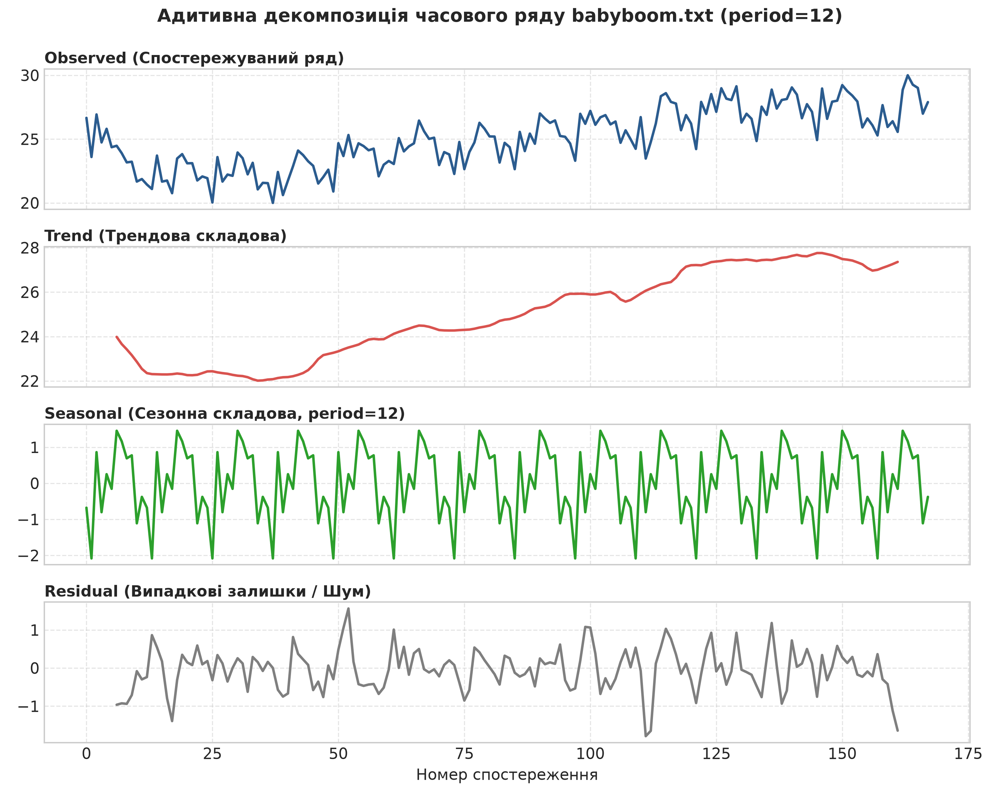 Адитивна декомпозиція часового ряду babyboom.txt (period=12)
Observed (Спостережуваний ряд)
30
25
20
Trend (Трендова складова)
28
26
24
22
Seasonal (Сезонна складова, period=12)
1
0
−1
−2
Residual (Випадкові залишки / Шум)
1
0
−1
0 25 50 75 100 125 150 175
Номер спостереження